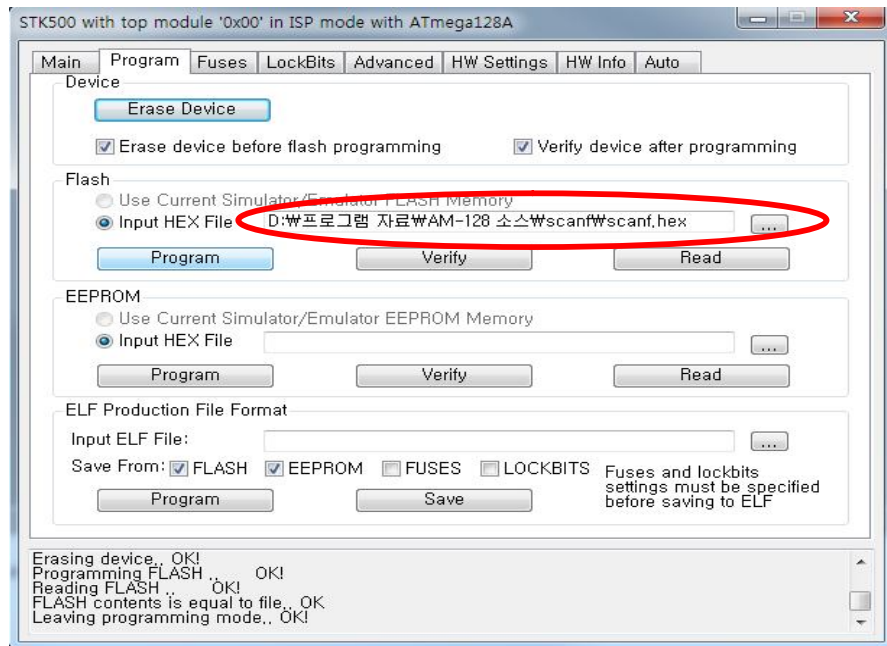 STK500 with top module '0x00' in ISP mode with ATmega128A
Main Program Fuses LockBits Advanced HW Settings HW Info Auto
Device
Erase Device
Erase device before flash programming Verify device after programming
Flash
Use Current Simulator/Emulator FLASH Memory
Input HEX File D:₩프로그램 자료₩AM-128 소스₩scanf₩scanf.hex ...
Program Verify Read
EEPROM
Use Current Simulator/Emulator EEPROM Memory
Input HEX File ...
Program Verify Read
ELF Production File Format
Input ELF File: ...
Save From: FLASH EEPROM FUSES LOCKBITS Fuses and lockbits
settings must be specified
Program Save before saving to ELF
Erasing device.. OK!
Programming FLASH .. OK!
Reading FLASH .. OK!
FLASH contents is equal to file.. OK
Leaving programming mode.. OK!